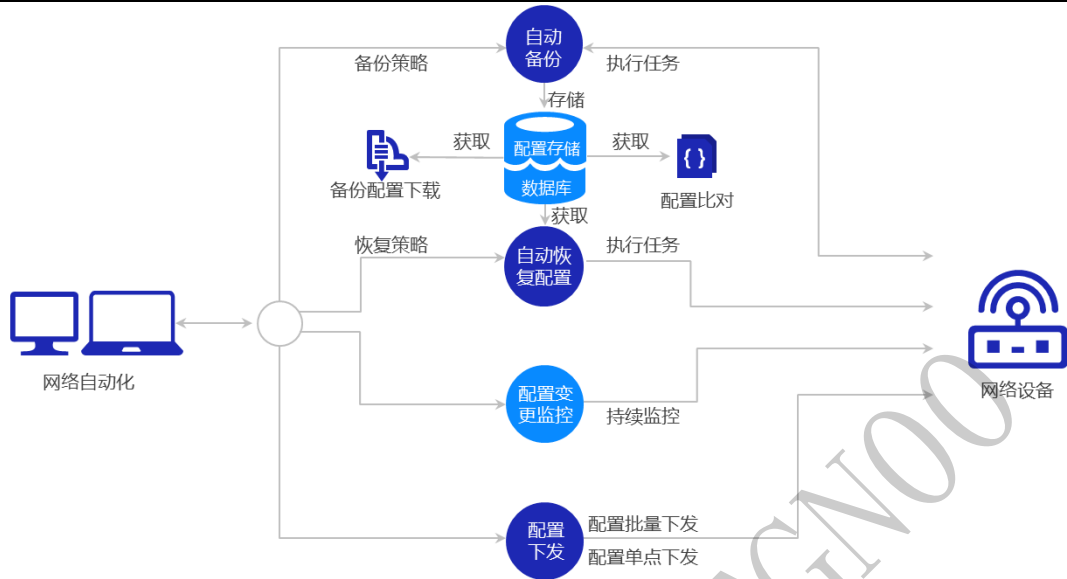 自动
备份
备份策略
执行任务
存储
获取
配置存储
获取
{ }
备份配置下载
数据库
配置比对
获取
恢复策略
执行任务
自动恢
复配置
网络自动化
网络设备
配置变
更监控
持续监控
配置
下发
配置批量下发
配置单点下发
GNOO